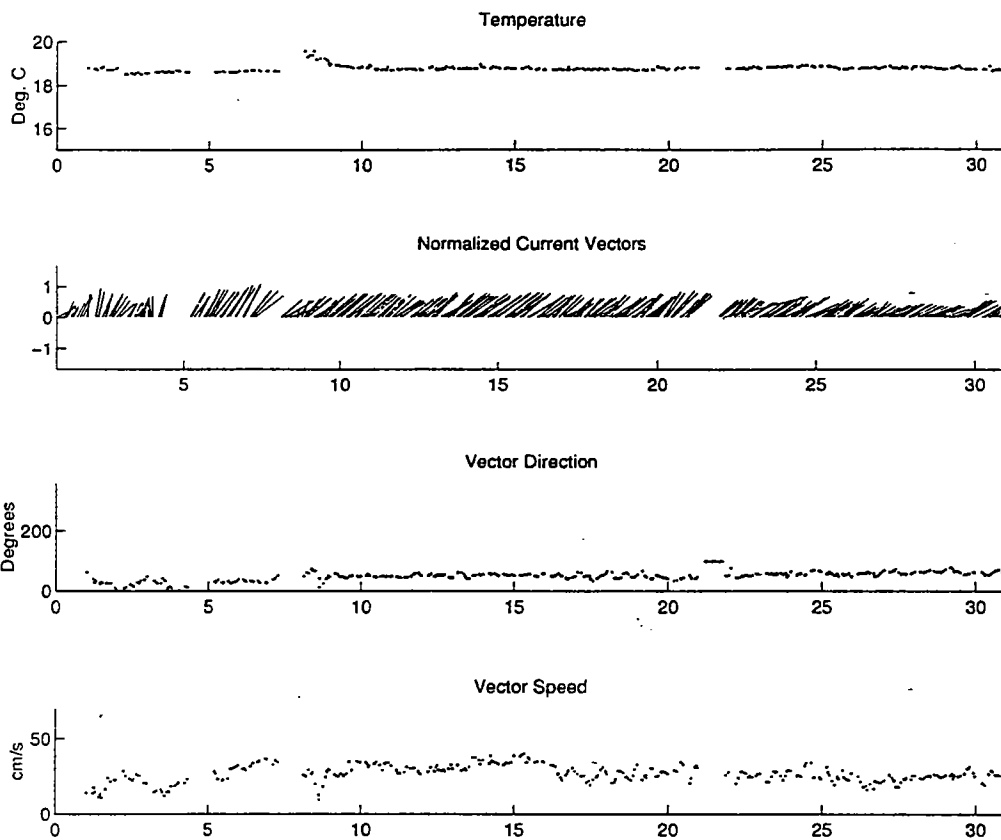 Temperature
20
18
16
Deg. C
0 5 10 15 20 25 30
Normalized Current Vectors
1
0
−1
5 10 15 20 25 30
Vector Direction
200
0
Degrees
0 5 10 15 20 25 30
Vector Speed
50
0
cm/s
0 5 10 15 20 25 30